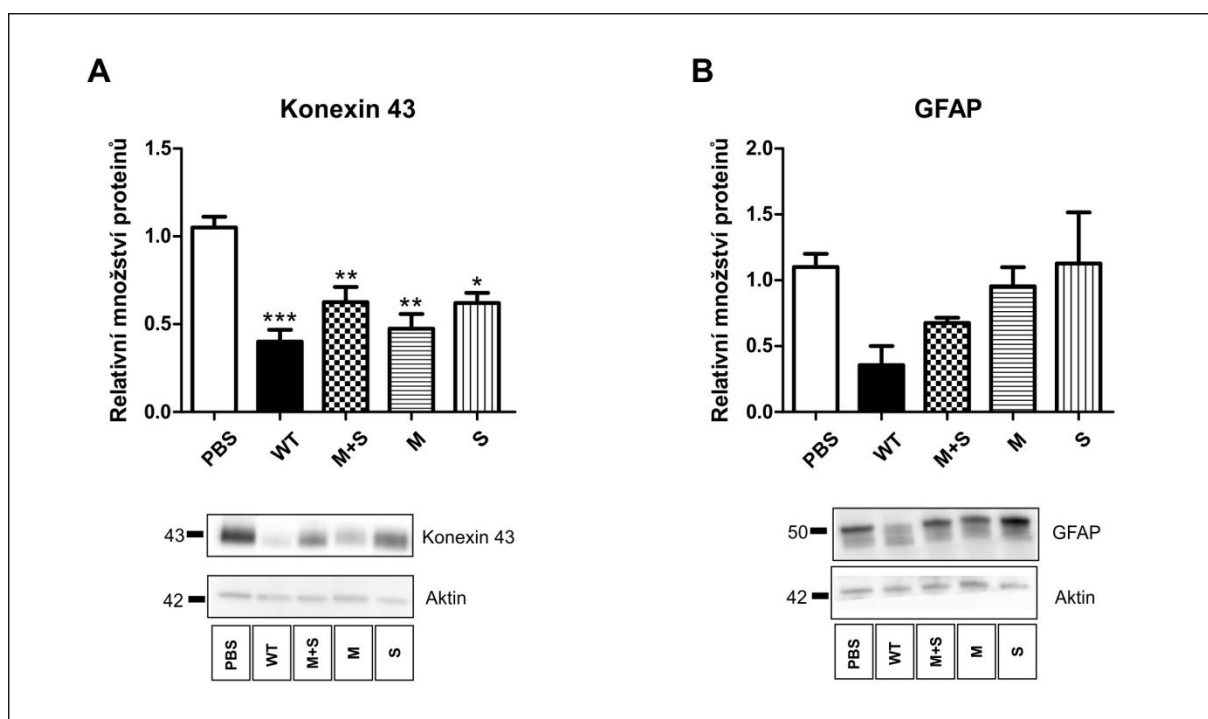 A
Konexin 43
Relativní množství proteinů
1.5
1.0
0.5
0.0
***
**
**
*
PBS
WT
M+S
M
S
43
Konexin 43
42
Aktin
PBS
WT
M+S
M
S
B
GFAP
Relativní množství proteinů
2.0
1.5
1.0
0.5
0.0
PBS
WT
M+S
M
S
50
GFAP
42
Aktin
PBS
WT
M+S
M
S